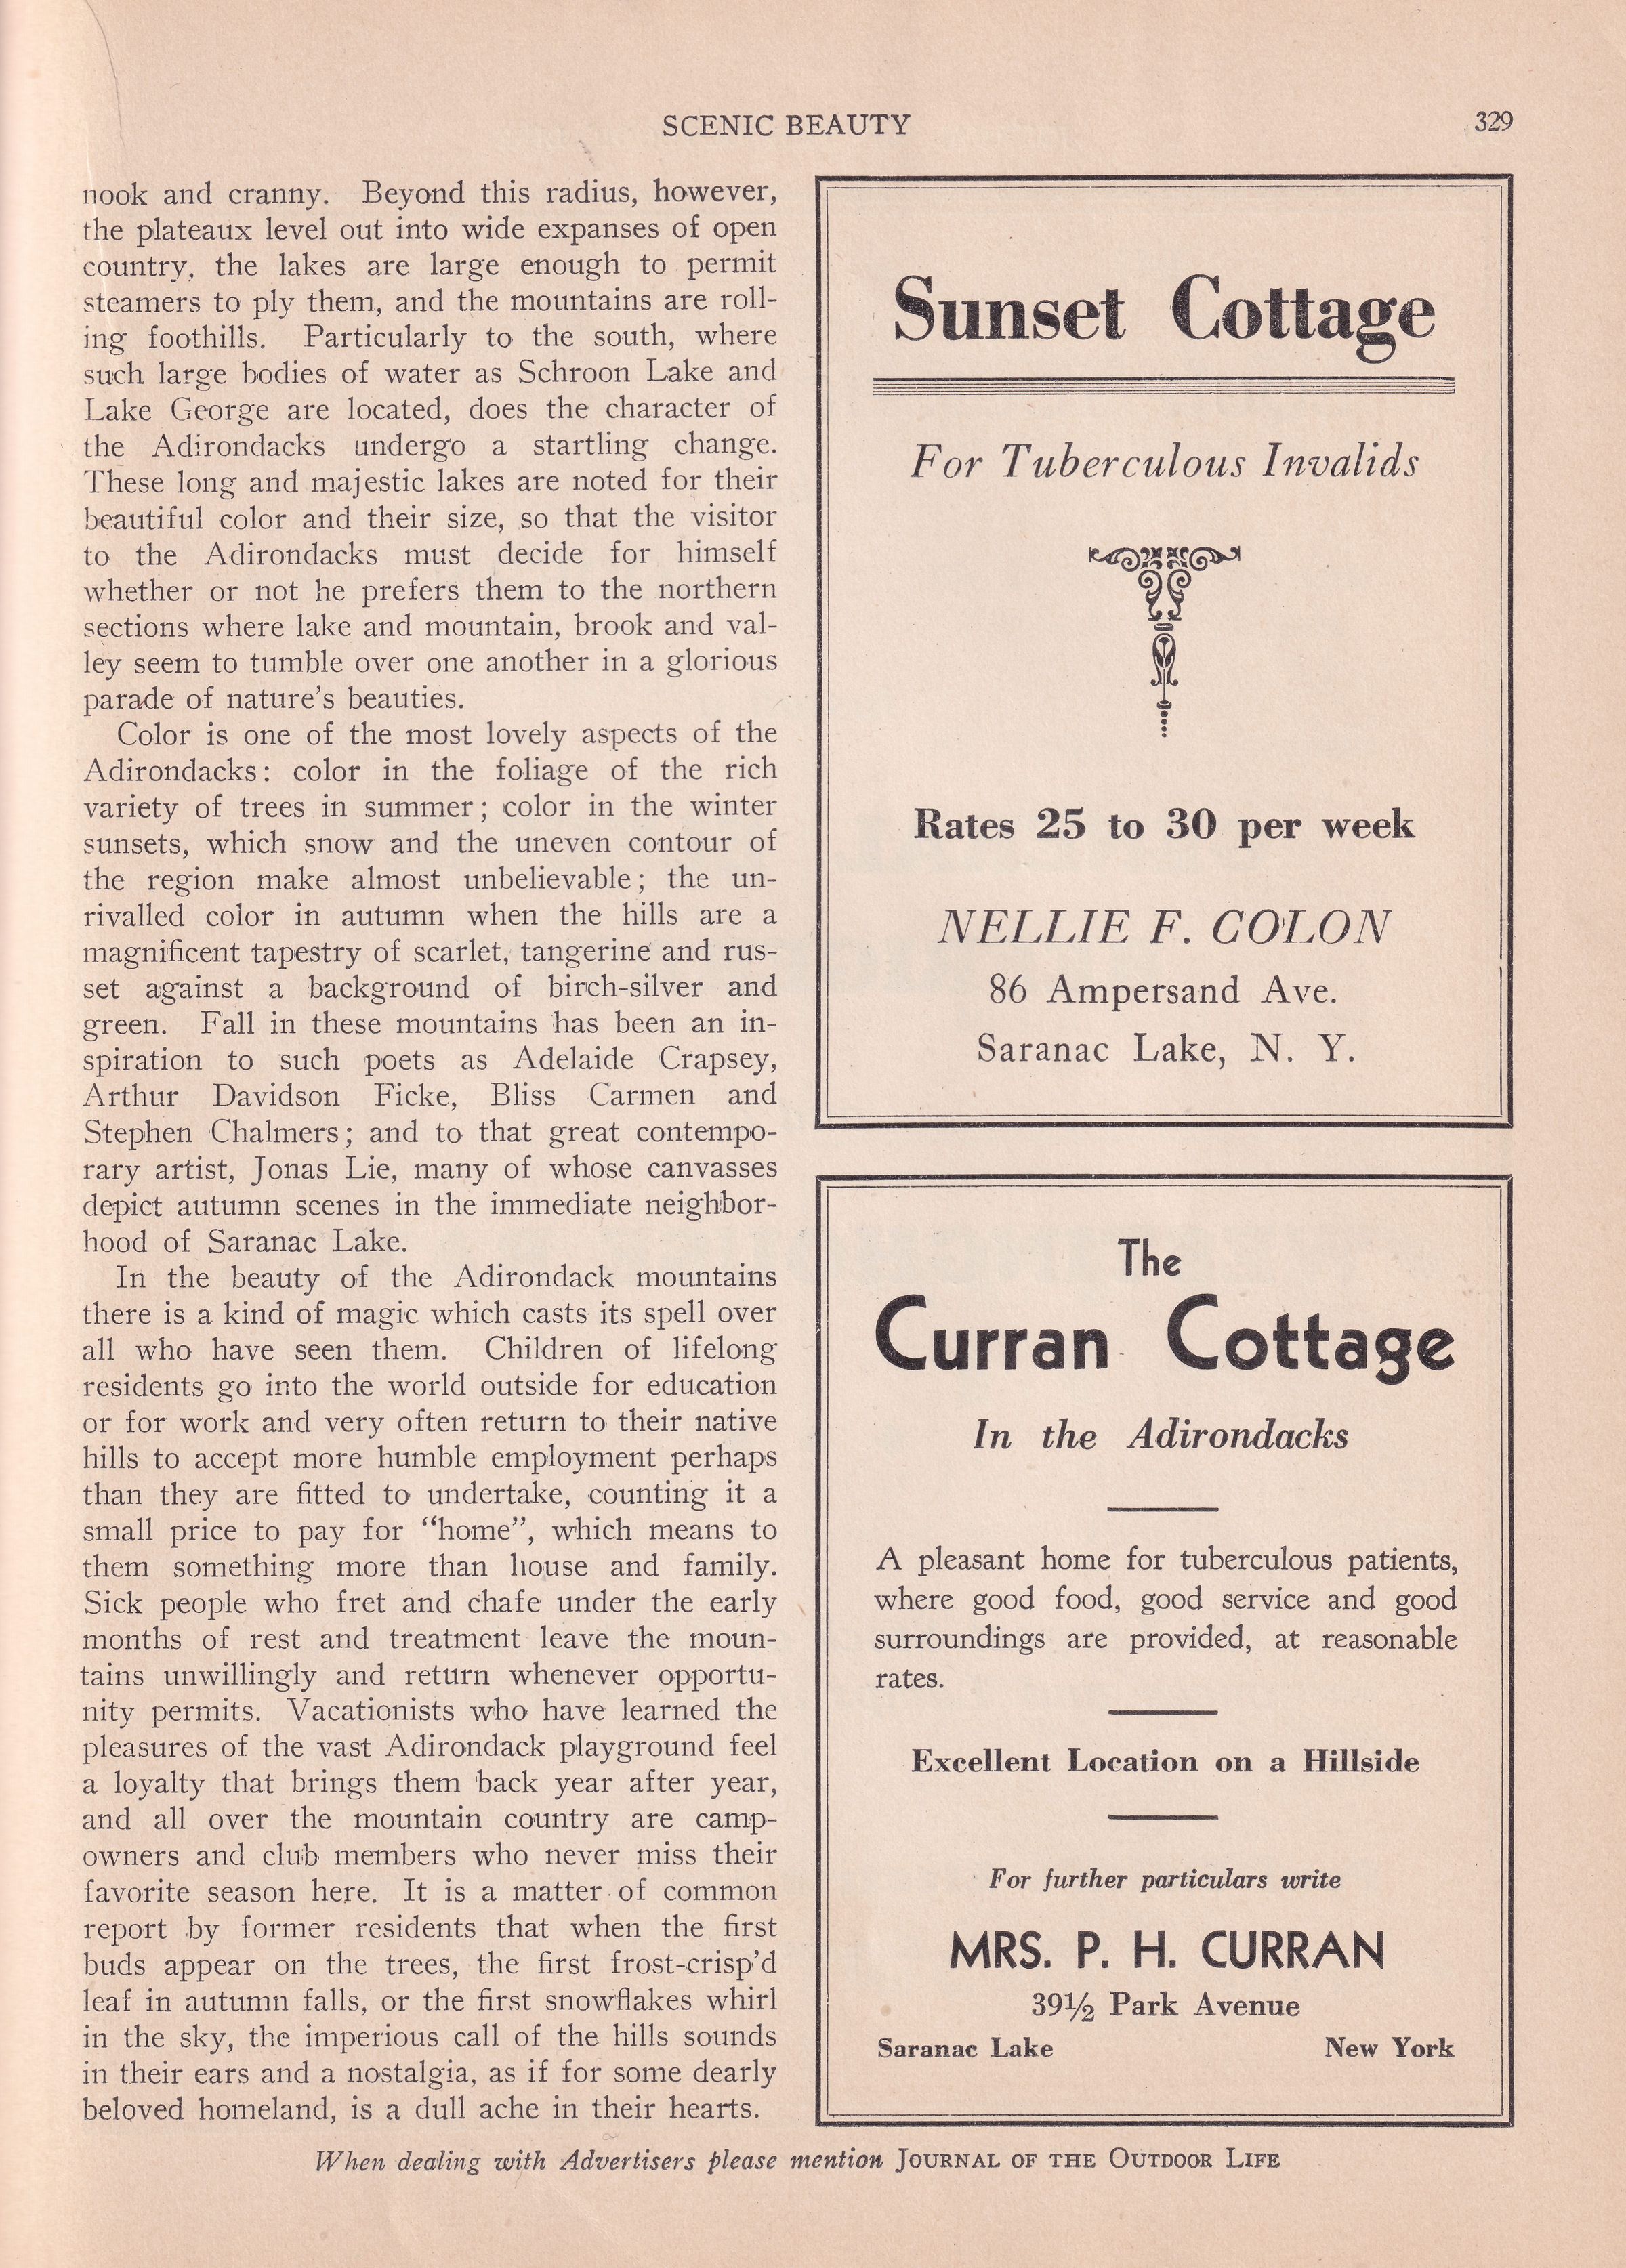 SCENIC BEAUTY
329
nook and cranny. Beyond this radius, however,
the plateaux level out into wide expanses of open
country, the lakes are large enough to permit
steamers to ply them, and the mountains are roll-
ing foothills. Particularly to the south, where
such large bodies of water as Schroon Lake and
Lake George are located, does the character of
the Adirondacks undergo a startling change.
These long and majestic lakes are noted for their
beautiful color and their size, so that the visitor
to the Adirondacks must decide for himself
whether or not he prefers them to the northern
sections where lake and mountain, brook and val-
ley seem to tumble over one another in a glorious
parade of nature's beauties.
Color is one of the most lovely aspects of the
Adirondacks: color in the foliage of the rich
variety of trees in summer; color in the winter
sunsets, which snow and the uneven contour of
the region make almost unbelievable; the un-
rivalled color in autumn when the hills are a
magnificent tapestry of scarlet, tangerine and rus-
set against a background of birch-silver and
green. Fall in these mountains has been an in-
spiration to such poets as Adelaide Crapsey,
Arthur Davidson Ficke, Bliss Carmen and
Stephen Chalmers; and to that great contempo-
rary artist, Jonas Lie, many of whose canvasses
depict autumn scenes in the immediate neighbor-
hood of Saranac Lake.
In the beauty of the Adirondack mountains
there is a kind of magic which casts its spell over
all who have seen them. Children of lifelong
residents go into the world outside for education
or for work and very often return to their native
hills to accept more humble employment perhaps
than they are fitted to undertake, counting it a
small price to pay for "home", which means to
them something more than house and family.
Sick people who fret and chafe under the early
months of rest and treatment leave the moun-
tains unwillingly and return whenever opportu-
nity permits. Vacationists who have learned the
pleasures of the vast Adirondack playground feel
a loyalty that brings them back year after year,
and all over the mountain country are camp-
owners and club members who never miss their
favorite season here. It is a matter of common
report by former residents that when the first
buds appear on the trees, the first frost-crisp'd
leaf in autumn falls, or the first snowflakes whirl
in the sky, the imperious call of the hills sounds
in their ears and a nostalgia, as if for some dearly
beloved homeland, is a dull ache in their hearts.
Sunset Cottage
For Tuberculous Invalids
Rates 25 to 30 per week
NELLIE F. COLON
86 Ampersand Ave.
Saranac Lake, N. Y.
The
Curran Cottage
In the Adirondacks
A pleasant home for tuberculous patients,
where good food, good service and good
surroundings are provided, at reasonable
rates.
Excellent Location on a Hillside
For further particulars write
MRS. P. H. CURRAN
39½ Park Avenue
Saranac Lake New York
When dealing with Advertisers please mention JOURNAL OF THE OUTDOOR LIFE